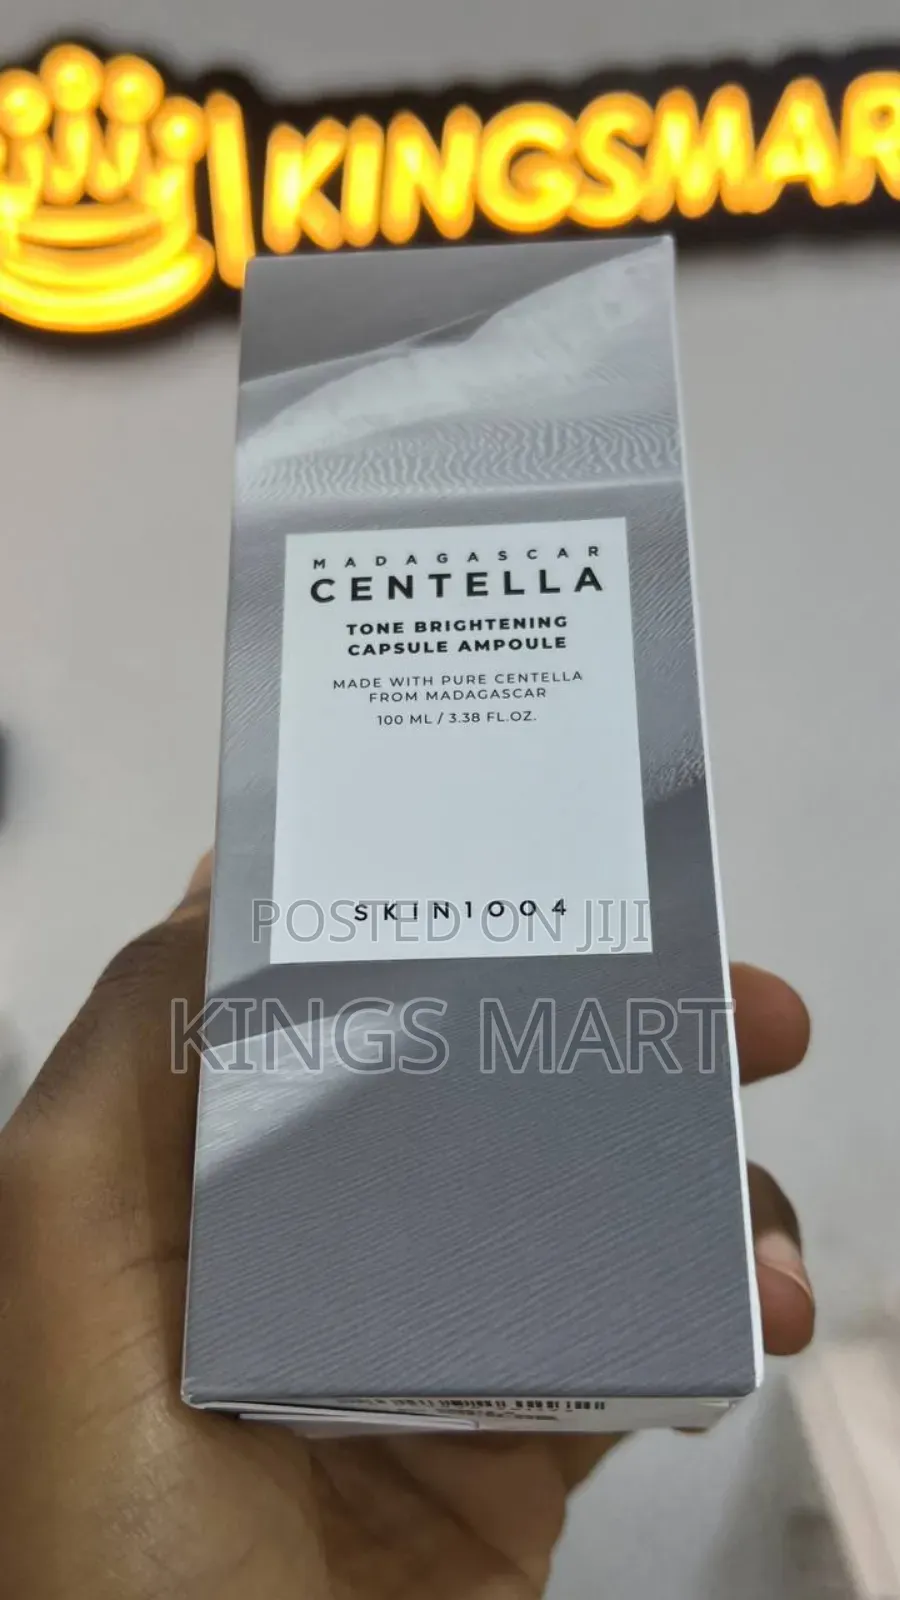 KINGSMAR
MADAGASCAR
CENTELLA
TONE BRIGHTENING
CAPSULE AMPOULE
MADE WITH PURE CENTELLA
FROM MADAGASCAR
100 ML / 3.38 FL.OZ.
SKIN1004
POSTED ON JIJI
KINGS MART